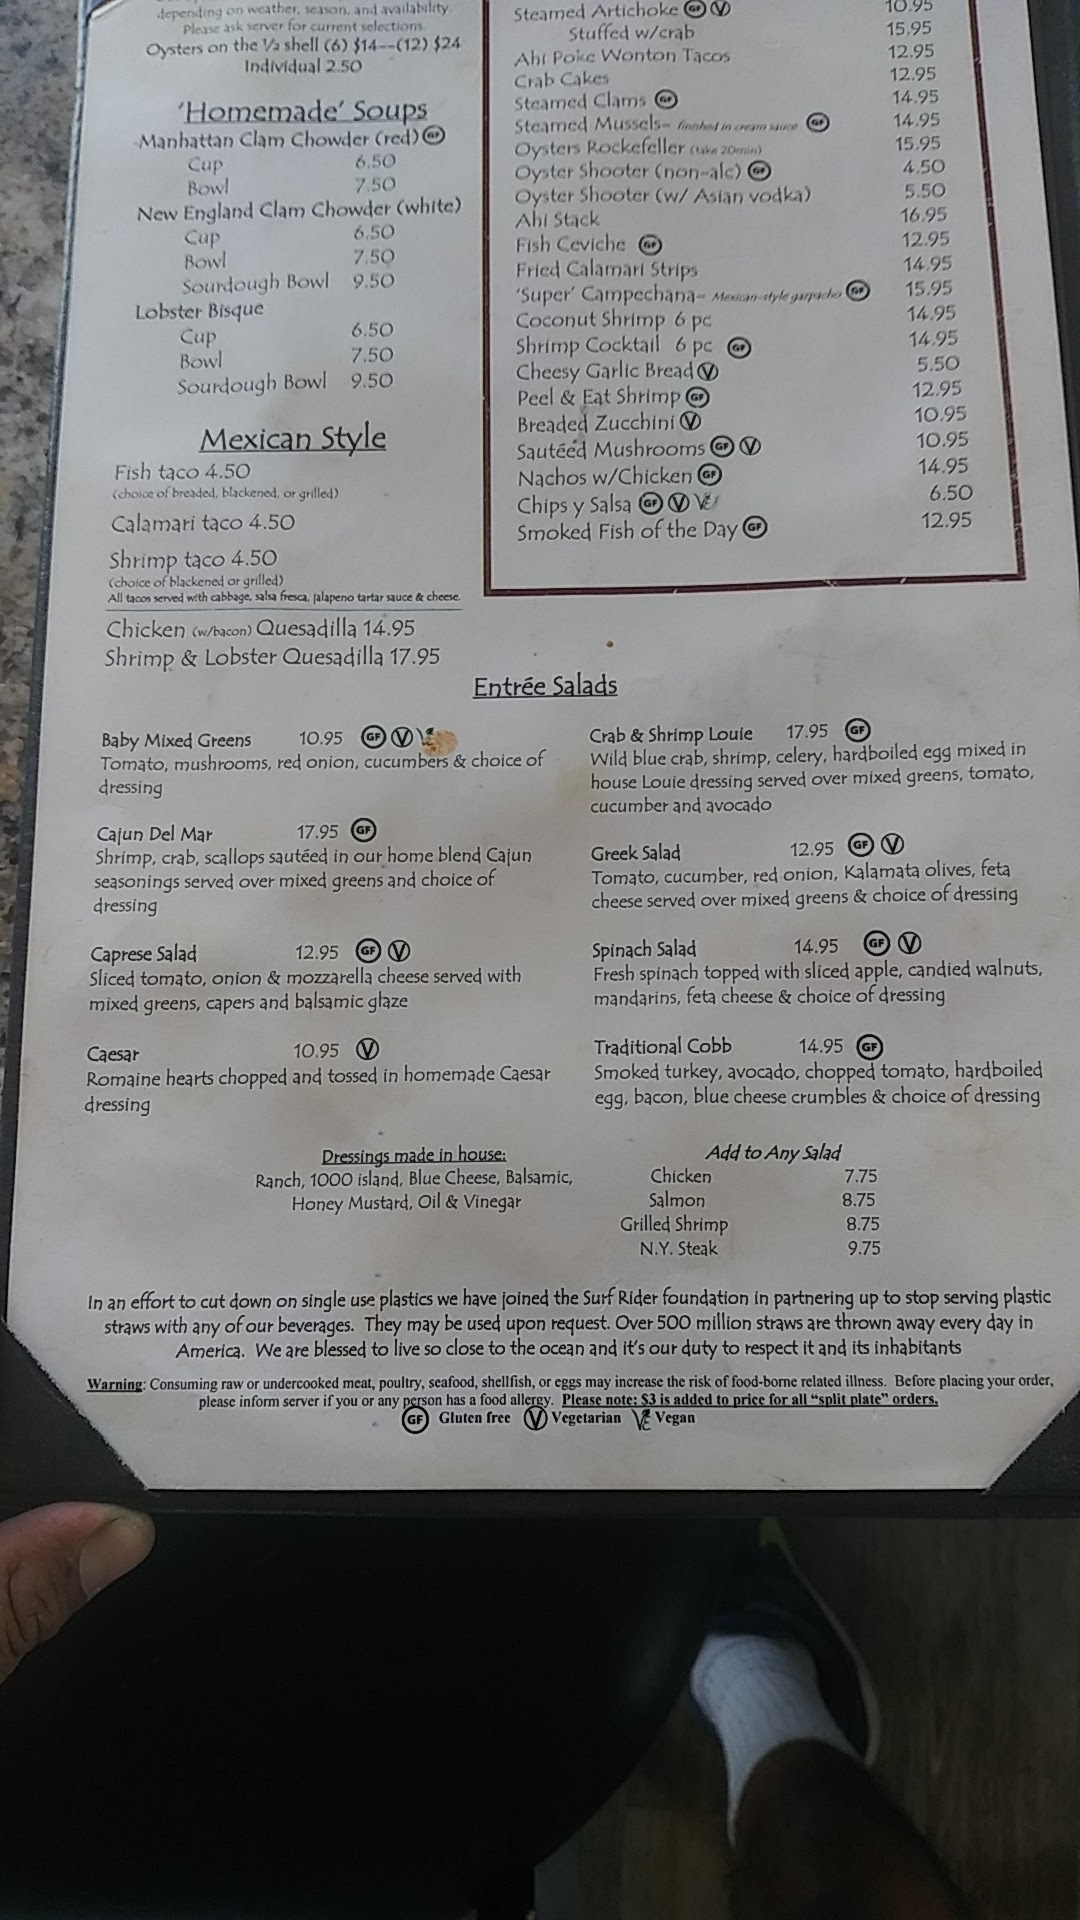 depending on weather, season, and availability.
Please ask server for current selections.
Oysters on the ½ shell (6) $14--(12) $24
Individual 2.50
'Homemade' Soups
Manhattan Clam Chowder (red) GF
Cup 6.50
Bowl 7.50
New England Clam Chowder (white)
Cup 6.50
Bowl 7.50
Sourdough Bowl 9.50
Lobster Bisque
Cup 6.50
Bowl 7.50
Sourdough Bowl 9.50
Mexican Style
Fish taco 4.50
(choice of breaded, blackened, or grilled)
Calamari taco 4.50
Shrimp taco 4.50
(choice of blackened or grilled)
All tacos served with cabbage, salsa fresca, jalapeno tartar sauce & cheese.
Chicken (w/bacon) Quesadilla 14.95
Shrimp & Lobster Quesadilla 17.95
Steamed Artichoke GF V 10.95
Stuffed w/crab 15.95
Ahi Poke Wonton Tacos 12.95
Crab Cakes 12.95
Steamed Clams GF 14.95
Steamed Mussels- finished in cream sauce GF 14.95
Oysters Rockefeller (take 20min) 15.95
Oyster Shooter (non-alc) GF 4.50
Oyster Shooter (w/ Asian vodka) 5.50
Ahi Stack 16.95
Fish Ceviche GF 12.95
Fried Calamari Strips 14.95
'Super' Campechana- Mexican-style gazpacho GF 15.95
Coconut Shrimp 6 pc 14.95
Shrimp Cocktail 6 pc GF 14.95
Cheesy Garlic Bread V 5.50
Peel & Eat Shrimp GF 12.95
Breaded Zucchini V 10.95
Sautéed Mushrooms GF V 10.95
Nachos w/Chicken GF 14.95
Chips y Salsa GF V VE 6.50
Smoked Fish of the Day GF 12.95
Entrée Salads
Baby Mixed Greens 10.95 GF V
Tomato, mushrooms, red onion, cucumbers & choice of
dressing
Cajun Del Mar 17.95 GF
Shrimp, crab, scallops sautéed in our home blend Cajun
seasonings served over mixed greens and choice of
dressing
Caprese Salad 12.95 GF V
Sliced tomato, onion & mozzarella cheese served with
mixed greens, capers and balsamic glaze
Caesar 10.95 V
Romaine hearts chopped and tossed in homemade Caesar
dressing
Crab & Shrimp Louie 17.95 GF
Wild blue crab, shrimp, celery, hardboiled egg mixed in
house Louie dressing served over mixed greens, tomato,
cucumber and avocado
Greek Salad 12.95 GF V
Tomato, cucumber, red onion, Kalamata olives, feta
cheese served over mixed greens & choice of dressing
Spinach Salad 14.95 GF V
Fresh spinach topped with sliced apple, candied walnuts,
mandarins, feta cheese & choice of dressing
Traditional Cobb 14.95 GF
Smoked turkey, avocado, chopped tomato, hardboiled
egg, bacon, blue cheese crumbles & choice of dressing
Dressings made in house:
Ranch, 1000 island, Blue Cheese, Balsamic,
Honey Mustard, Oil & Vinegar
Add to Any Salad
Chicken 7.75
Salmon 8.75
Grilled Shrimp 8.75
N.Y. Steak 9.75
In an effort to cut down on single use plastics we have joined the Surf Rider foundation in partnering up to stop serving plastic
straws with any of our beverages. They may be used upon request. Over 500 million straws are thrown away every day in
America. We are blessed to live so close to the ocean and it's our duty to respect it and its inhabitants
Warning: Consuming raw or undercooked meat, poultry, seafood, shellfish, or eggs may increase the risk of food-borne related illness. Before placing your order,
please inform server if you or any person has a food allergy. Please note: $3 is added to price for all "split plate" orders.
GF Gluten free V Vegetarian VE Vegan